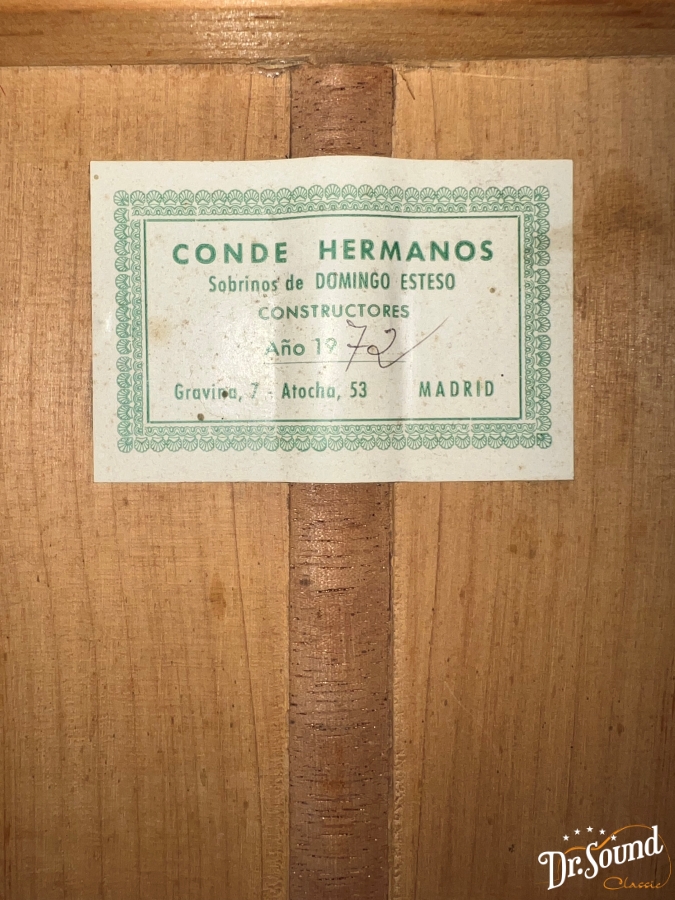 CONDE HERMANOS
Sobrinos de DOMINGO ESTESO
CONSTRUCTORES
Año 1972
Gravina, 7 - Atocha, 53 MADRID
Dr. Sound
Classic